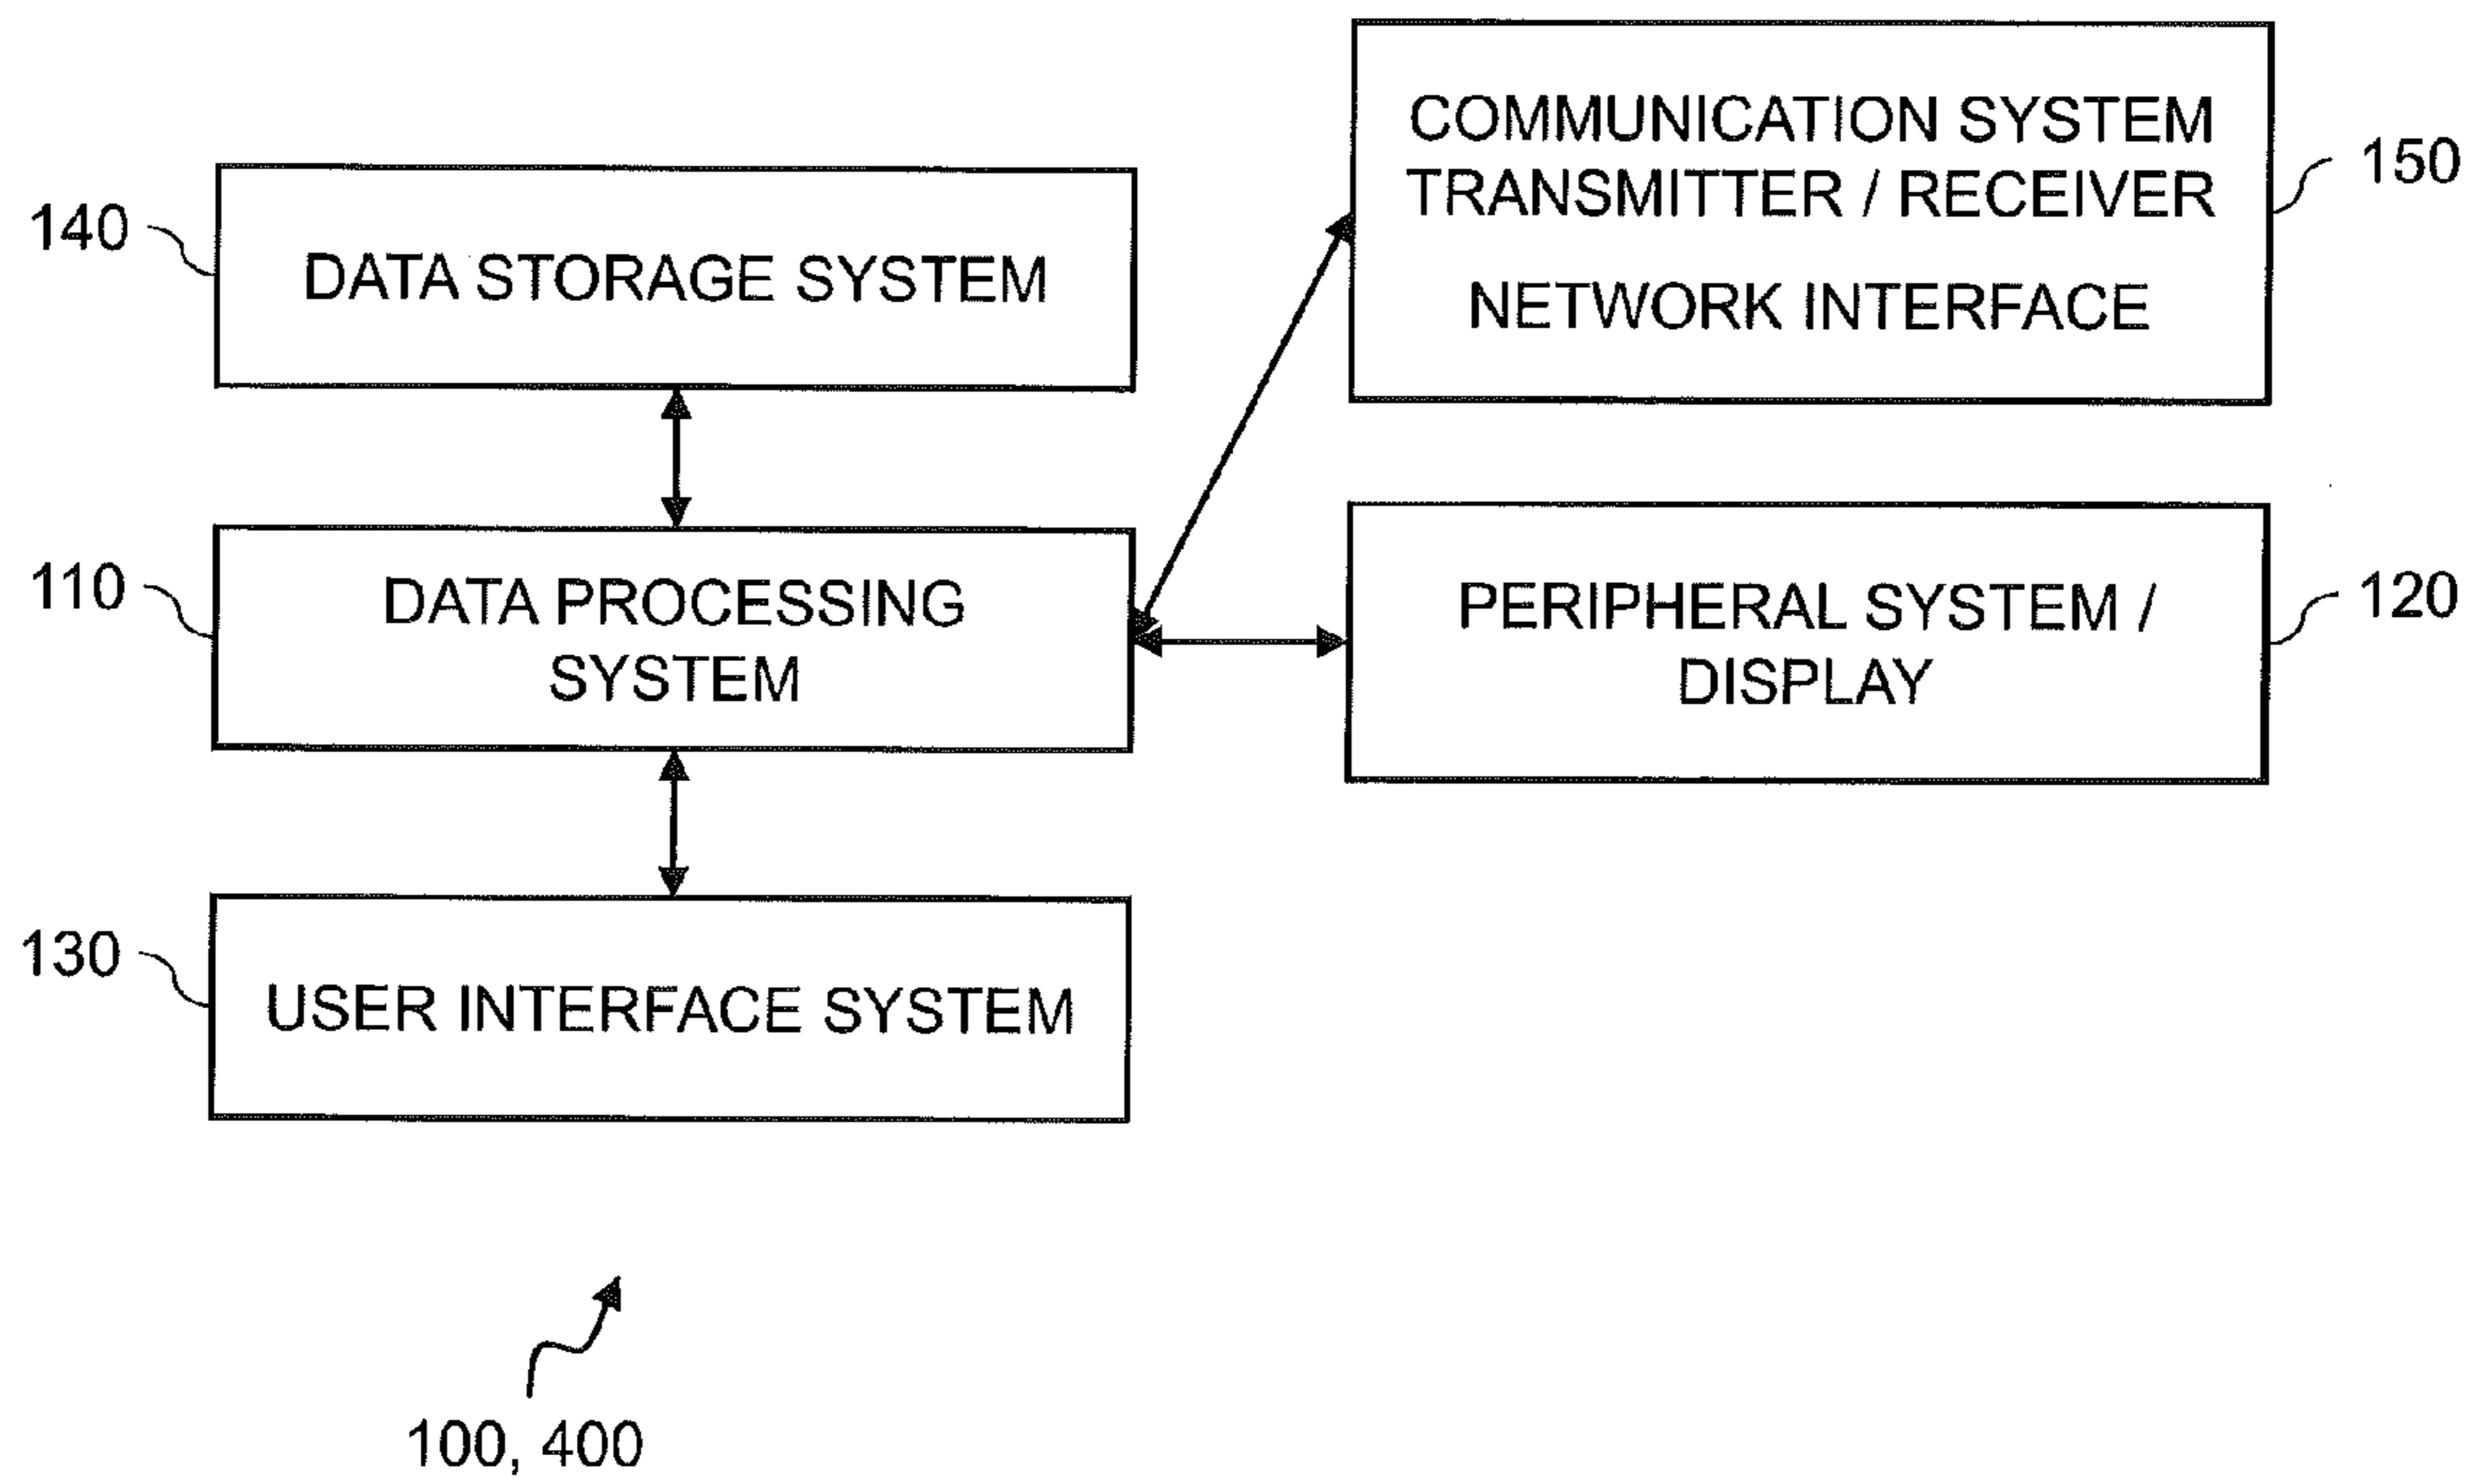 COMMUNICATION SYSTEM
TRANSMITTER / RECEIVER
NETWORK INTERFACE
150
140
DATA STORAGE SYSTEM
110
DATA PROCESSING
SYSTEM
PERIPHERAL SYSTEM /
DISPLAY
120
130
USER INTERFACE SYSTEM
100, 400